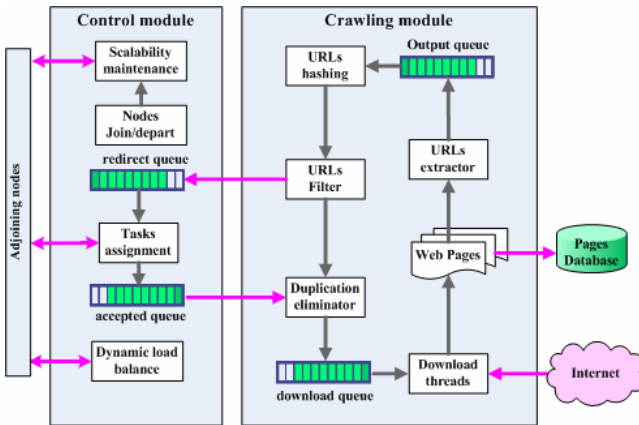 Control module
Crawling module
Adjoining nodes
Scalability
maintenance
Nodes
Join/depart
redirect queue
Tasks
assignment
accepted queue
Dynamic load
balance
URLs
hashing
Output queue
URLs
extractor
URLs
Filter
Web Pages
Duplication
eliminator
download queue
Download
threads
Pages
Database
Internet